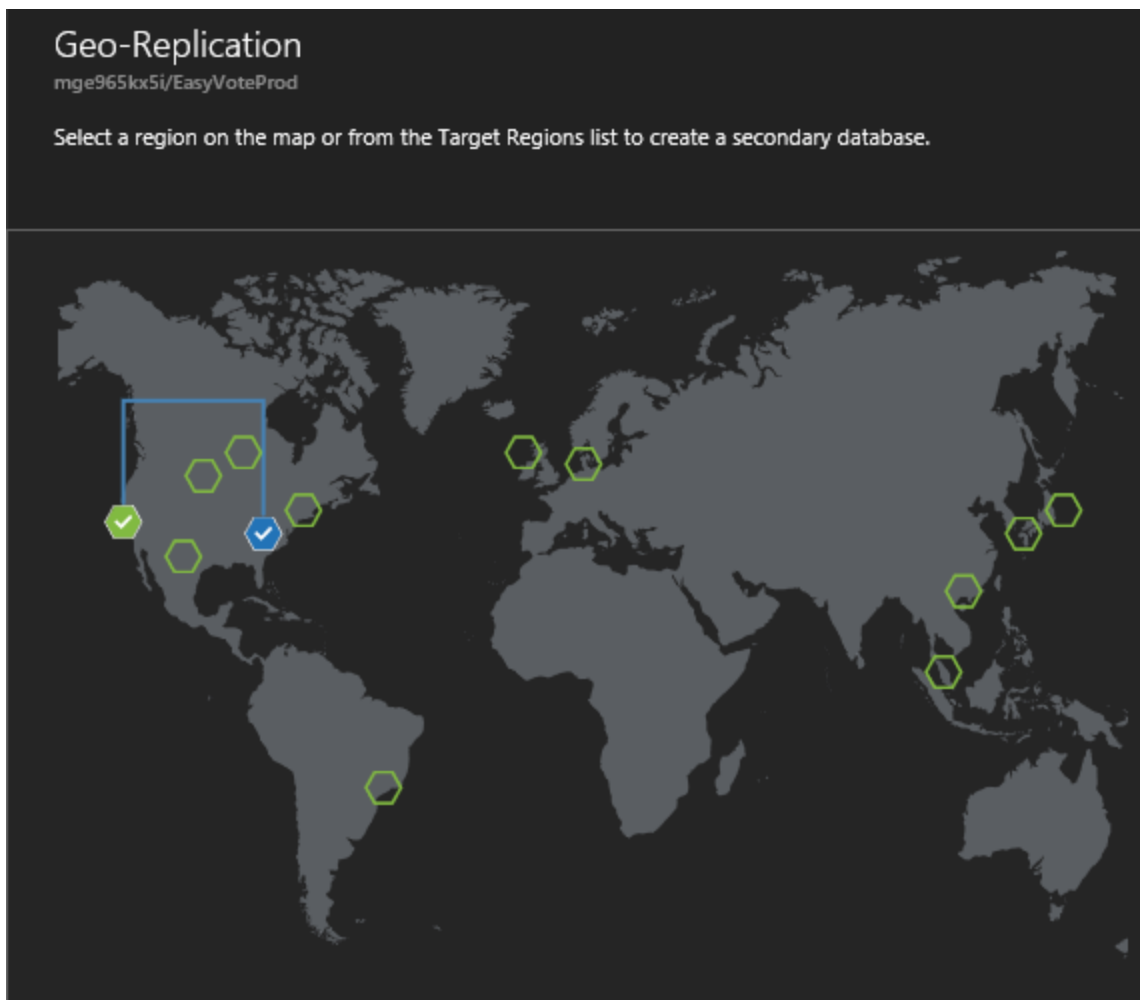 Geo-Replication
mge965kx5i/EasyVoteProd
Select a region on the map or from the Target Regions list to create a secondary database.